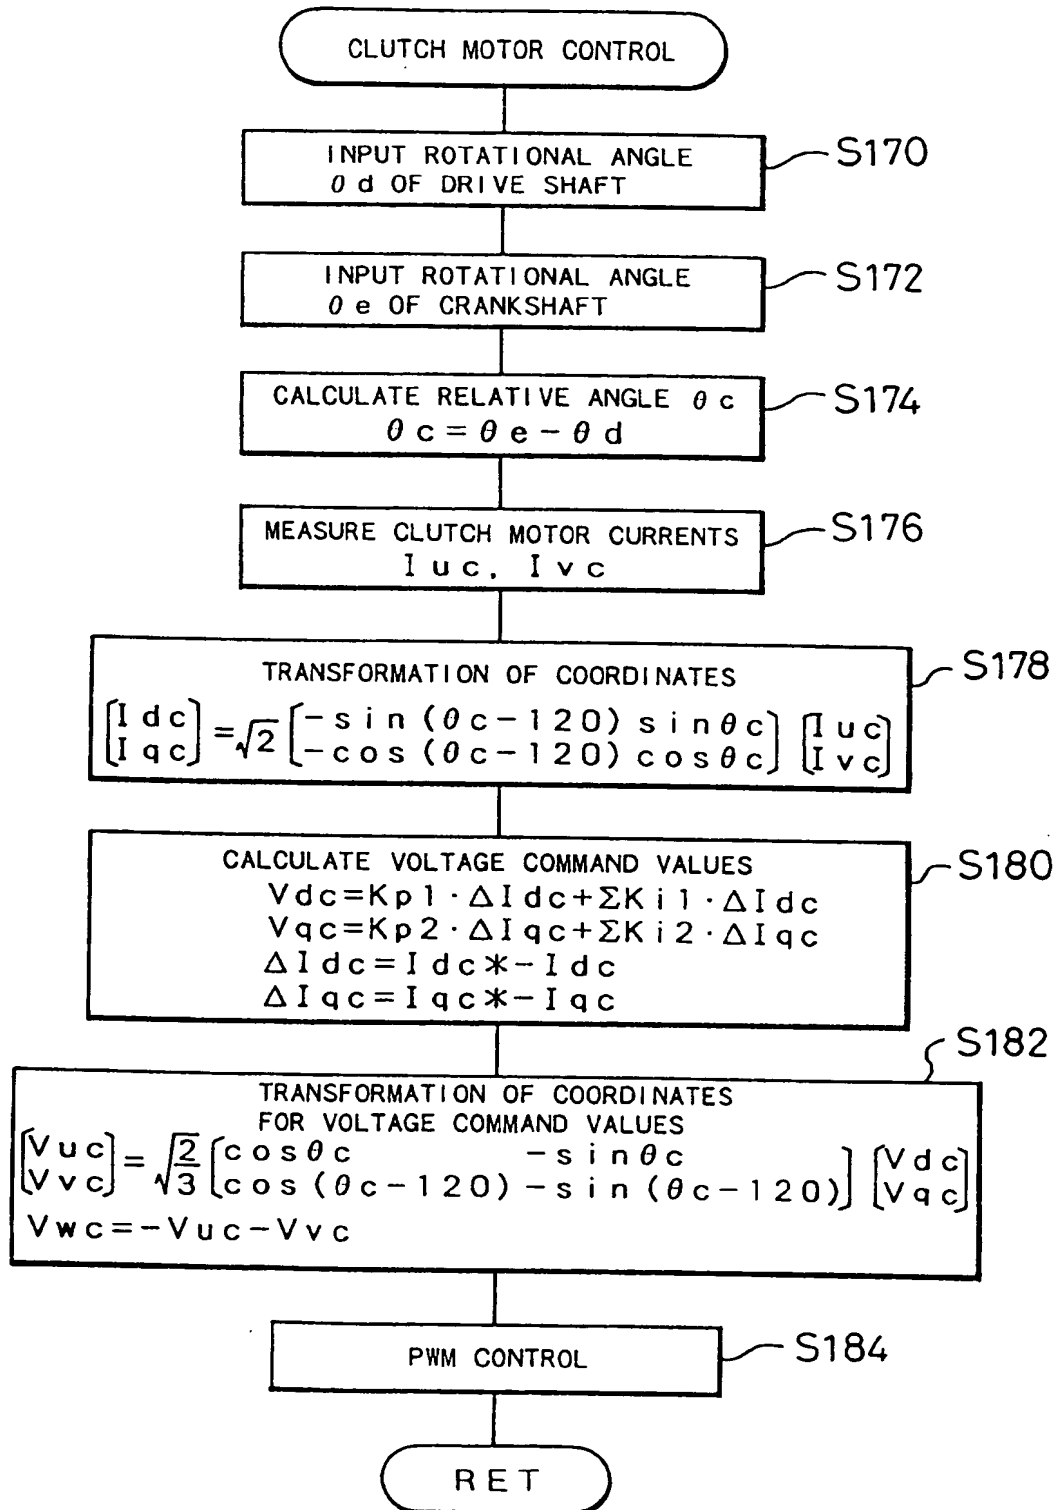 CLUTCH MOTOR CONTROL
INPUT ROTATIONAL ANGLE
θd OF DRIVE SHAFT
S170
INPUT ROTATIONAL ANGLE
θe OF CRANKSHAFT
S172
CALCULATE RELATIVE ANGLE θc
θc=θe-θd
S174
MEASURE CLUTCH MOTOR CURRENTS
Iuc, Ivc
S176
TRANSFORMATION OF COORDINATES
[Idc]=√2[-sin(θc-120) sinθc][Iuc]
[Iqc] [-cos(θc-120) cosθc][Ivc]
S178
CALCULATE VOLTAGE COMMAND VALUES
Vdc=Kp1·ΔIdc+ΣKi1·ΔIdc
Vqc=Kp2·ΔIqc+ΣKi2·ΔIqc
ΔIdc=Idc*-Idc
ΔIqc=Iqc*-Iqc
S180
TRANSFORMATION OF COORDINATES
FOR VOLTAGE COMMAND VALUES
[Vuc]=√2/3[cosθc -sinθc][Vdc]
[Vvc] [cos(θc-120) -sin(θc-120)][Vqc]
Vwc=-Vuc-Vvc
S182
PWM CONTROL
S184
RET